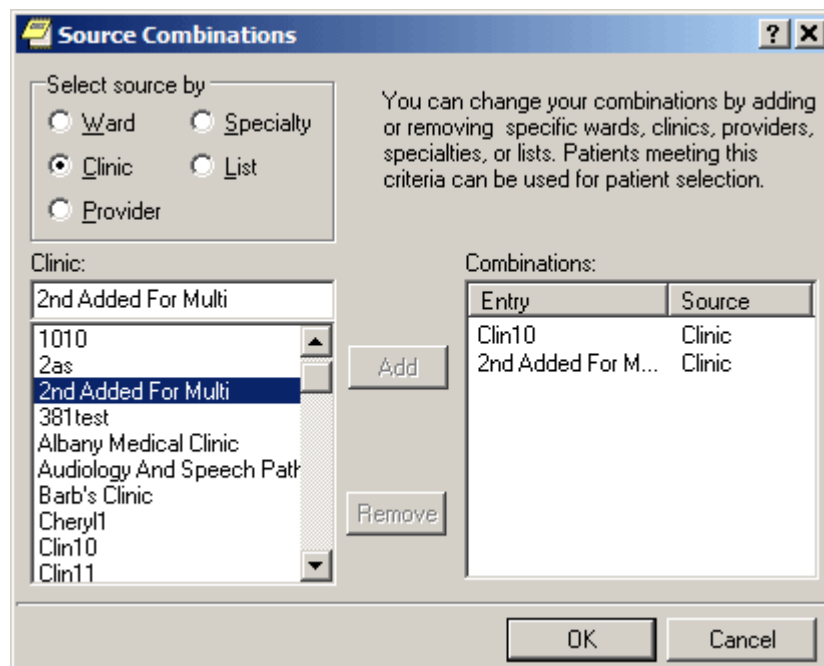 Source Combinations
Select source by
Ward
Specialty
Clinic
List
Provider
You can change your combinations by adding
or removing specific wards, clinics, providers,
specialties, or lists. Patients meeting this
criteria can be used for patient selection.
Clinic:
2nd Added For Multi
1010
2as
2nd Added For Multi
381test
Albany Medical Clinic
Audiology And Speech Path
Barb's Clinic
Cheryl1
Clin10
Clin11
Add
Remove
Combinations:
Entry Source
Clin10 Clinic
2nd Added For M... Clinic
OK
Cancel